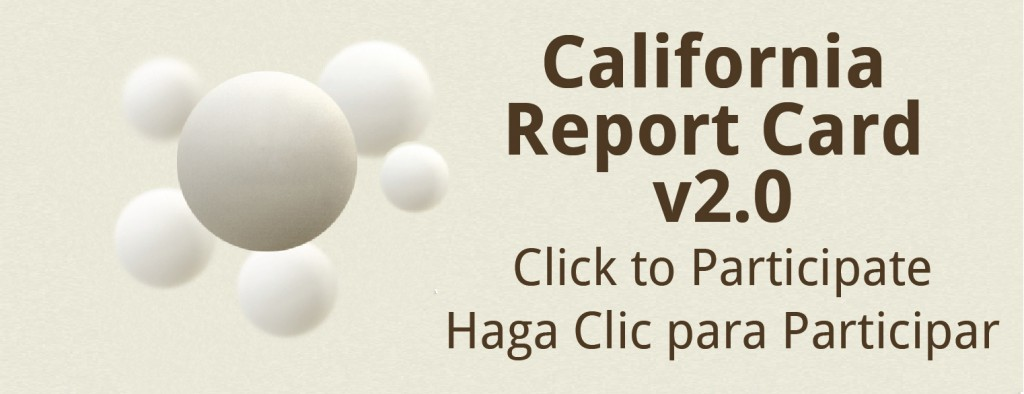 California
Report Card
v2.0
Click to Participate
Haga Clic para Participar